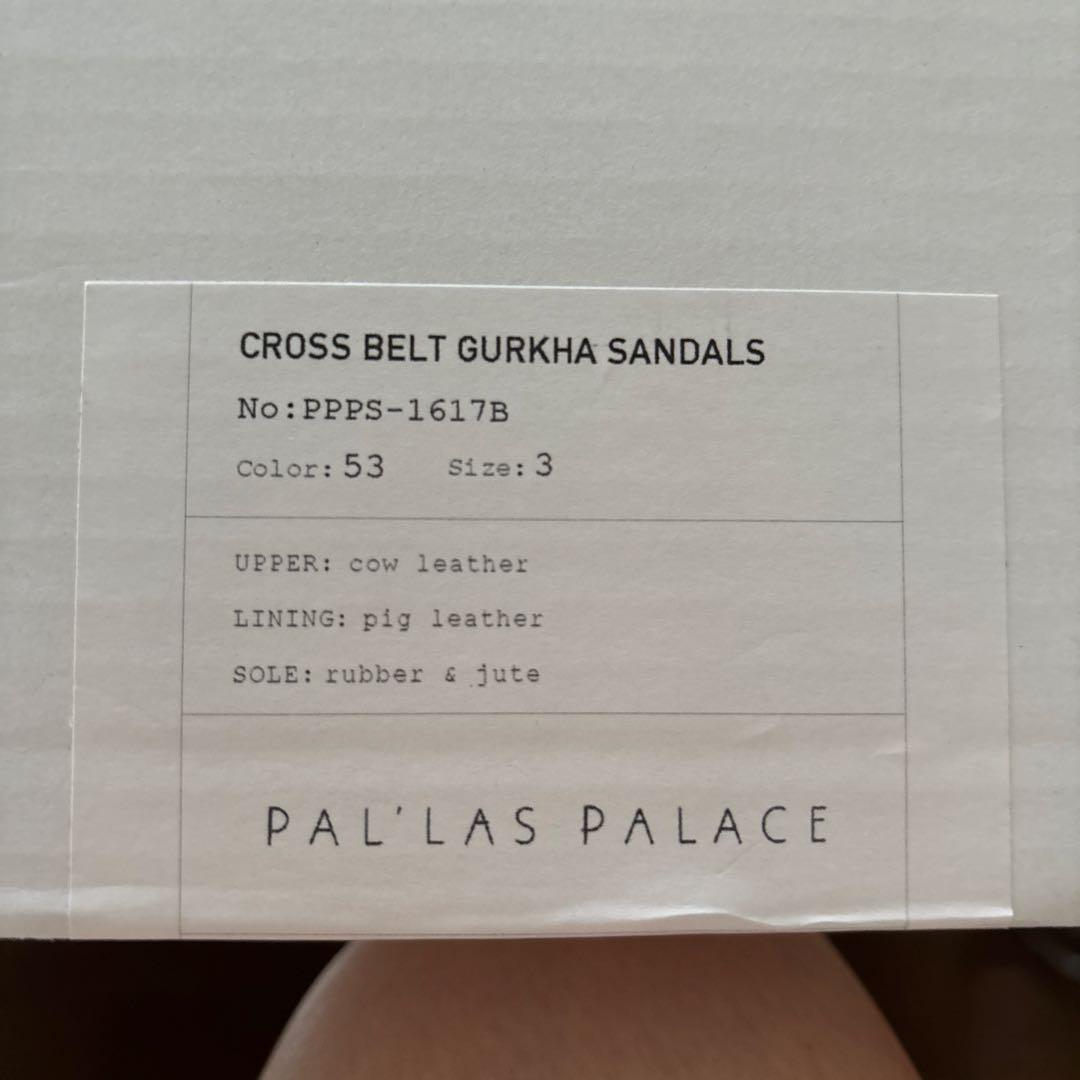 CROSS BELT GURKHA SANDALS
No:PPPS-1617B
Color: 53 Size: 3
UPPER: cow leather
LINING: pig leather
SOLE: rubber & jute
PAL'LAS PALACE